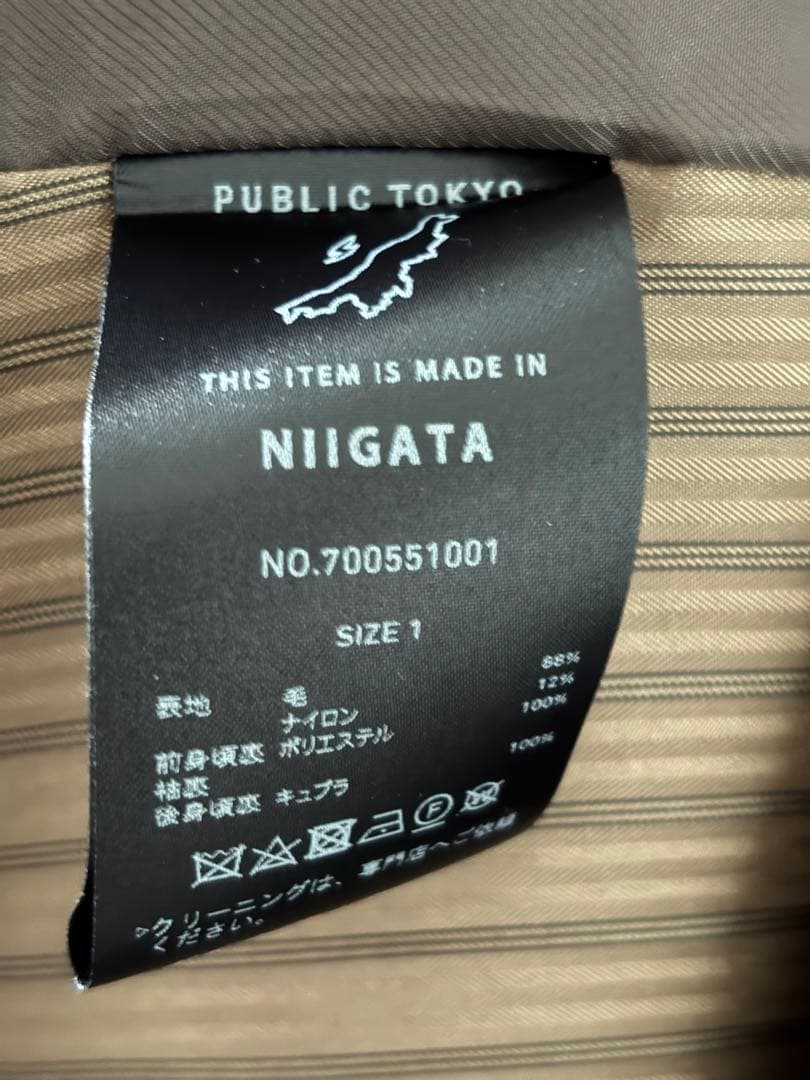 PUBLIC TOKYO
THIS ITEM IS MADE IN
NIIGATA
NO.700551001
SIZE 1
表地 毛 88%
ナイロン 12%
前身頃裏 ポリエステル 100%
袖裏
後身頃裏 キュプラ 100%
F
W
▷クリーニングは、専門店へご依頼
ください。